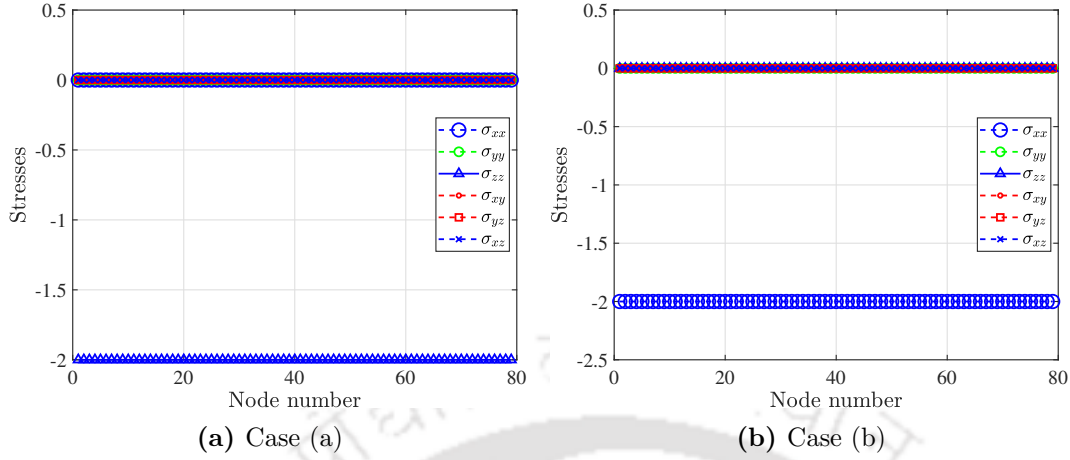 0.5
0
-0.5
-1
-1.5
-2
0 20 40 60 80
Stresses
Node number
σxx
σyy
σzz
σxy
σyz
σxz
(a) Case (a)
0.5
0
-0.5
-1
-1.5
-2
-2.5
0 20 40 60 80
Stresses
Node number
σxx
σyy
σzz
σxy
σyz
σxz
(b) Case (b)